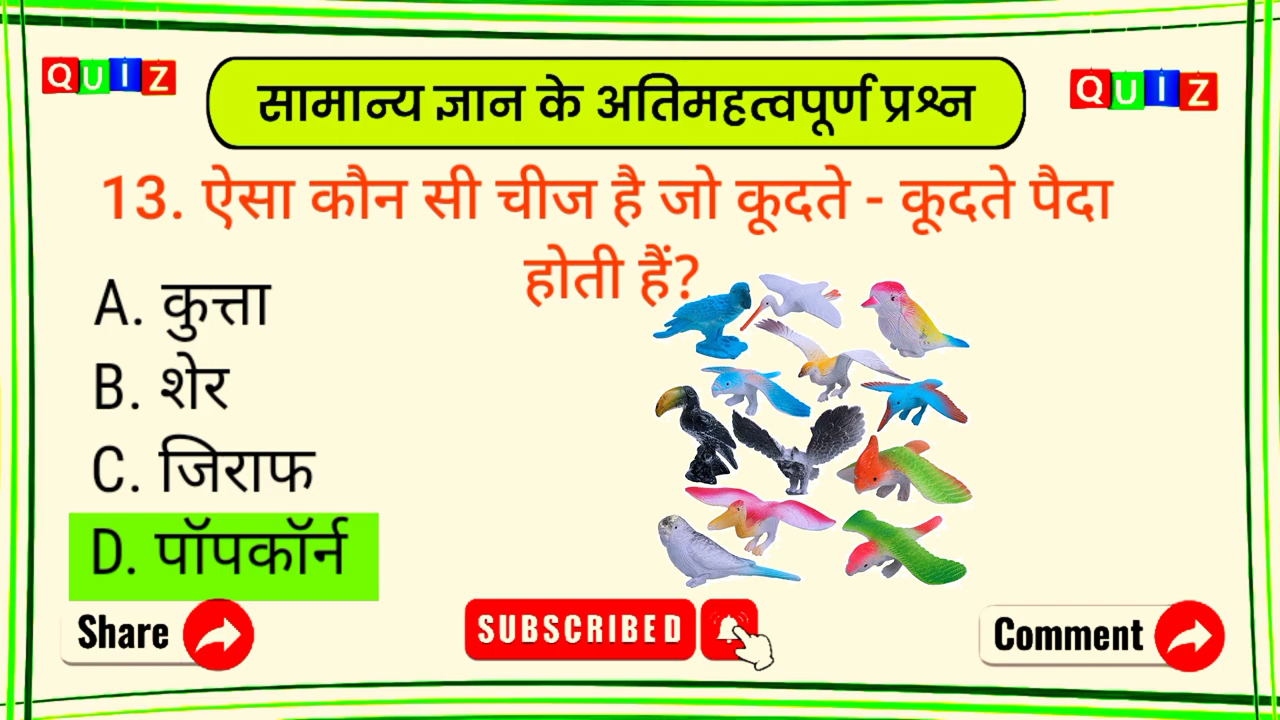 QUIZ
सामान्य ज्ञान के अतिमहत्वपूर्ण प्रश्न
QUIZ
13. ऐसा कौन सी चीज है जो कूदते - कूदते पैदा
होती हैं?
A. कुत्ता
B. शेर
C. जिराफ
D. पॉपकॉर्न
Share
SUBSCRIBED
Comment